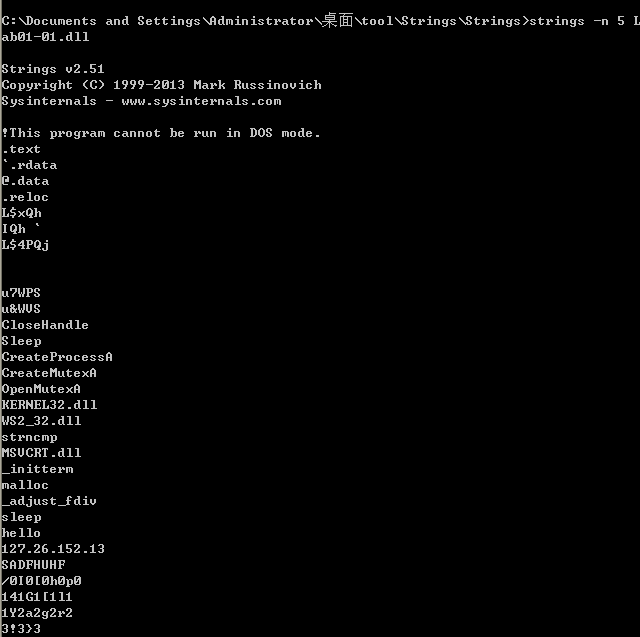 C:\Documents and Settings\Administrator\桌面\tool\Strings\Strings>strings -n 5 L
ab01-01.dll
Strings v2.51
Copyright (C) 1999-2013 Mark Russinovich
Sysinternals - www.sysinternals.com
!This program cannot be run in DOS mode.
.text
`.rdata
@.data
.reloc
L$xQh
IQh `
L$4PQj
u7WPS
u&WVS
CloseHandle
Sleep
CreateProcessA
CreateMutexA
OpenMutexA
KERNEL32.dll
WS2_32.dll
strncmp
MSVCRT.dll
_initterm
malloc
_adjust_fdiv
sleep
hello
127.26.152.13
SADFHUHF
/0I0[0h0p0
141G1[1l1
1Y2a2g2r2
3!3>3